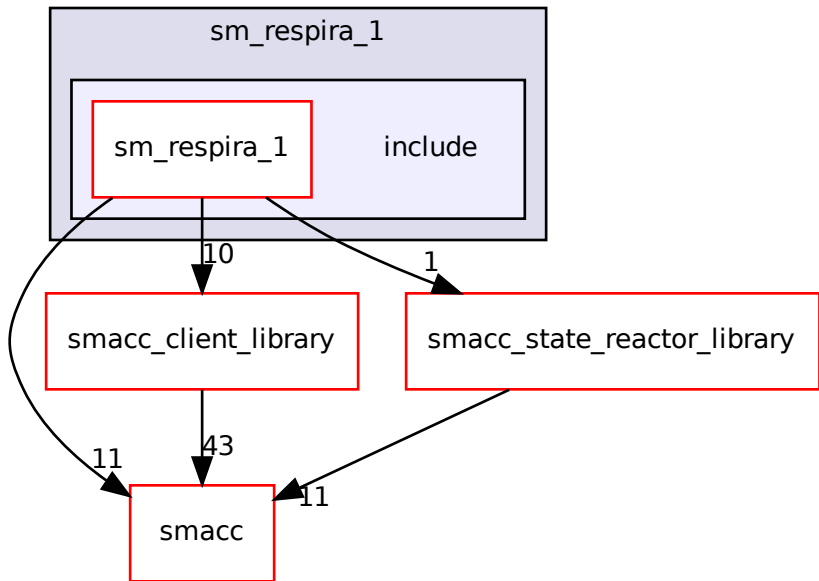 sm_respira_1
sm_respira_1
include
10
1
smacc_client_library
smacc_state_reactor_library
11
43
11
smacc